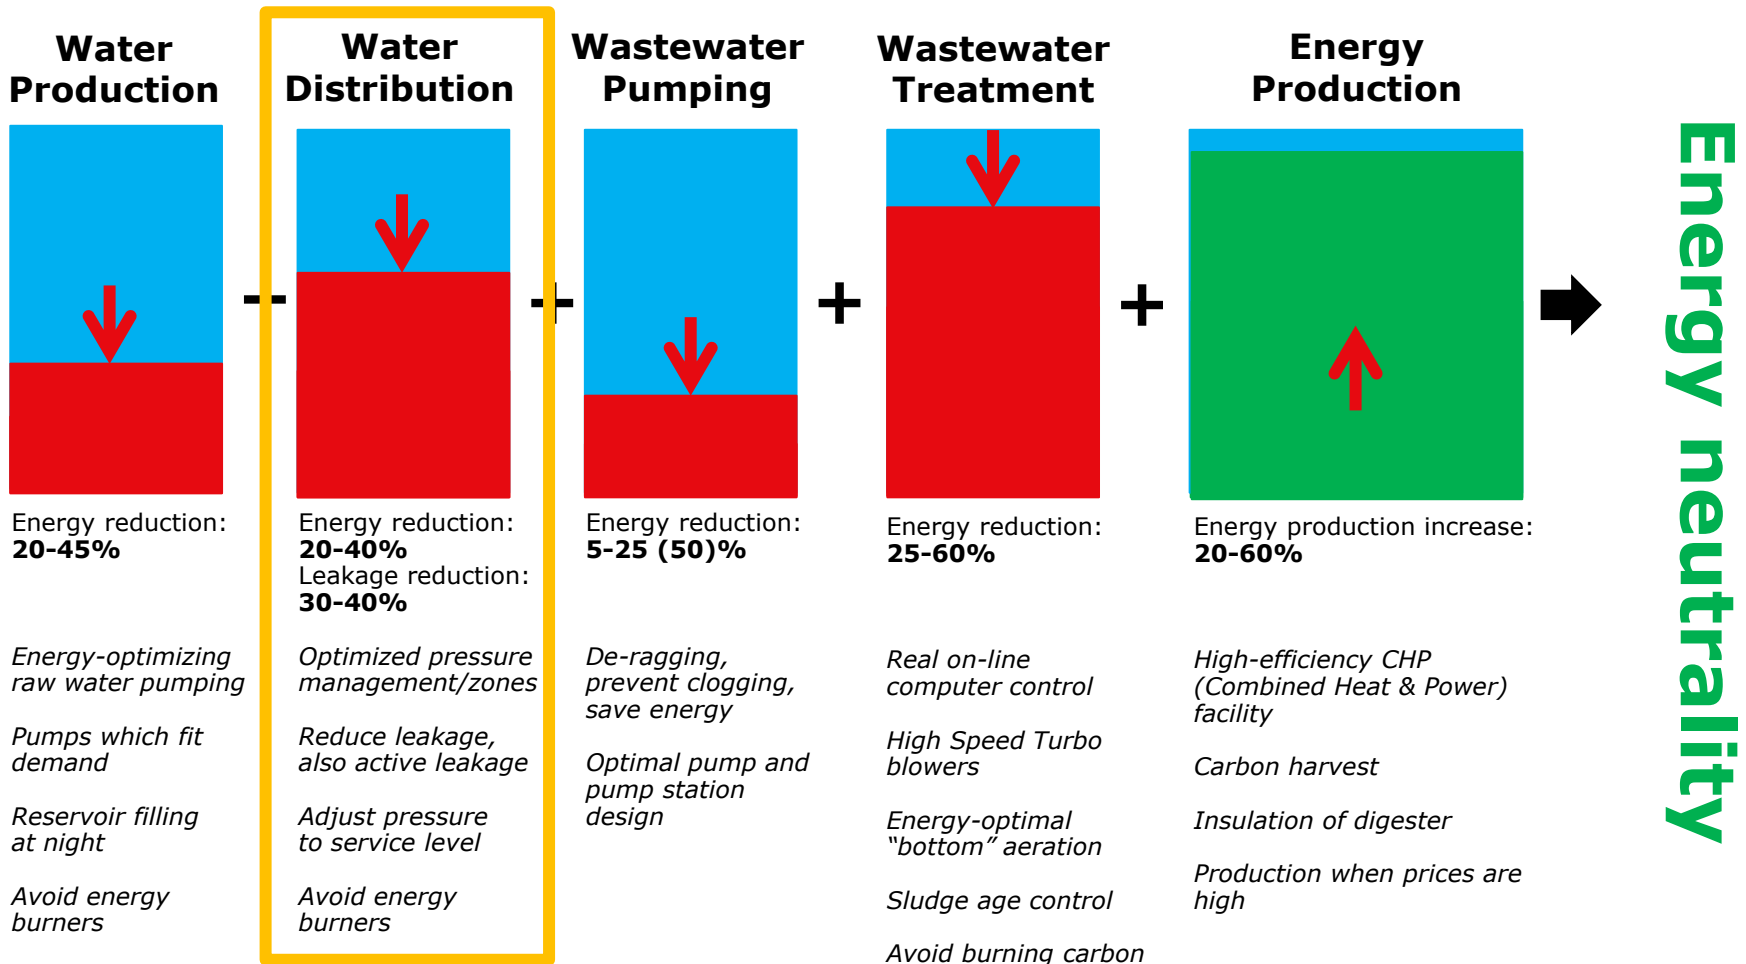 Water
Production
Energy reduction:
20-45%
Energy-optimizing
raw water pumping
Pumps which fit
demand
Reservoir filling
at night
Avoid energy
burners
Water
Distribution
Energy reduction:
20-40%
Leakage reduction:
30-40%
Optimized pressure
management/zones
Reduce leakage,
also active leakage
Adjust pressure
to service level
Avoid energy
burners
+
Wastewater
Pumping
Energy reduction:
5-25 (50)%
De-ragging,
prevent clogging,
save energy
Optimal pump and
pump station
design
+
Wastewater
Treatment
Energy reduction:
25-60%
Real on-line
computer control
High Speed Turbo
blowers
Energy-optimal
“bottom” aeration
Sludge age control
Avoid burning carbon
+
Energy
Production
Energy production increase:
20-60%
High-efficiency CHP
(Combined Heat & Power)
facility
Carbon harvest
Insulation of digester
Production when prices are
high
Energy neutrality